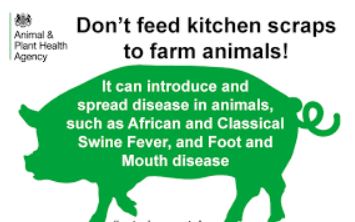 Animal &
Plant Health
Agency
Don't feed kitchen scraps
to farm animals!
It can introduce and
spread disease in animals,
such as African and Classical
Swine Fever, and Foot and
Mouth disease